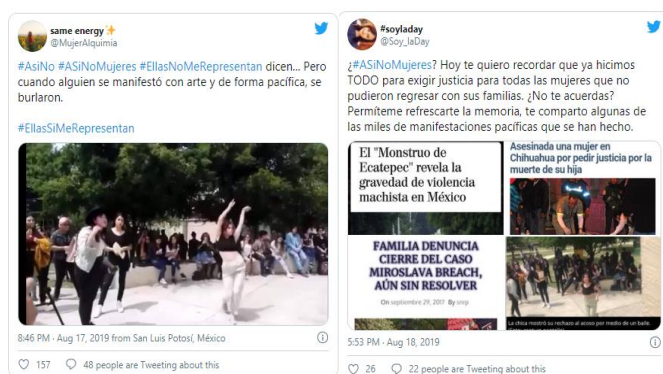 same energy✨
@MujerAlquimia
#AsiNo #ASiNoMujeres #EllasNoMeRepresentan dicen... Pero
cuando alguien se manifestó con arte y de forma pacífica, se
burlaron.
#EllasSiMeRepresentan
8:46 PM · Aug 17, 2019 from San Luis Potosí, México
157
48 people are Tweeting about this
#soyladay
@Soy_laDay
¿#ASiNoMujeres? Hoy te quiero recordar que ya hicimos
TODO para exigir justicia para todas las mujeres que no
pudieron regresar con sus familias. ¿No te acuerdas?
Permíteme refrescarte la memoria, te comparto algunas de
las miles de manifestaciones pacíficas que se han hecho.
El "Monstruo de
Ecatepec" revela la
gravedad de violencia
machista en México
Asesinada una mujer en
Chihuahua por pedir justicia por la
muerte de su hija
FAMILIA DENUNCIA
CIERRE DEL CASO
MIROSLAVA BREACH,
AÚN SIN RESOLVER
On septiembre 29, 2017 By snrp
La chica mostró su rechazo al acoso por medio de un baile.
5:53 PM · Aug 18, 2019
26
22 people are Tweeting about this